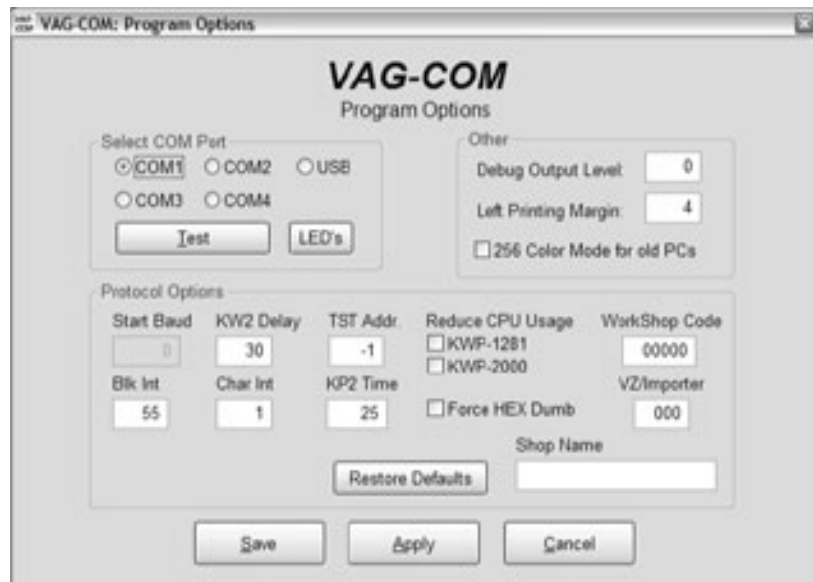 VAG-COM: Program Options
VAG-COM
Program Options
Select COM Port
COM1 COM2 USB
COM3 COM4
Test LED's
Other
Debug Output Level: 0
Left Printing Margin: 4
256 Color Mode for old PCs
Protocol Options
Start Baud KW2 Delay TST Addr. Reduce CPU Usage WorkShop Code
0 30 -1 KWP-1281 00000
KWP-2000
Blk Int Char Int KP2 Time VZ/Importer
55 1 25 Force HEX Dumb 000
Shop Name
Restore Defaults
Save Apply Cancel